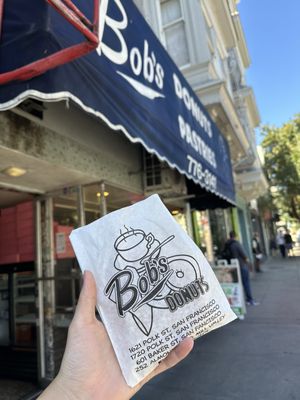 Bob's
DONUTS
PASTRIES
Bob's
DONUTS
1621 POLK ST, SAN FRANCISCO
1720 POLK ST, SAN FRANCISCO
601 BAKER ST, SAN FRANCISCO
252